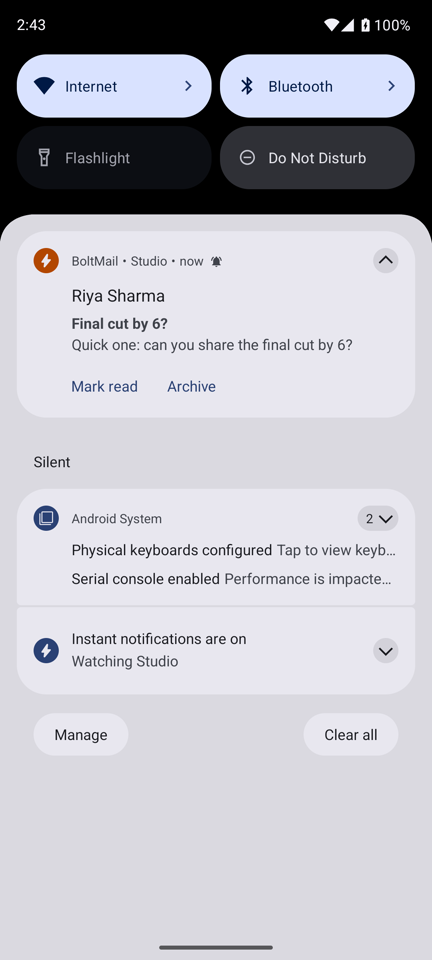 2:43
100%
Internet
Bluetooth
Flashlight
Do Not Disturb
BoltMail • Studio • now
Riya Sharma
Final cut by 6?
Quick one: can you share the final cut by 6?
Mark read
Archive
Silent
Android System
2
Physical keyboards configured Tap to view keyb…
Serial console enabled Performance is impacte…
Instant notifications are on
Watching Studio
Manage
Clear all